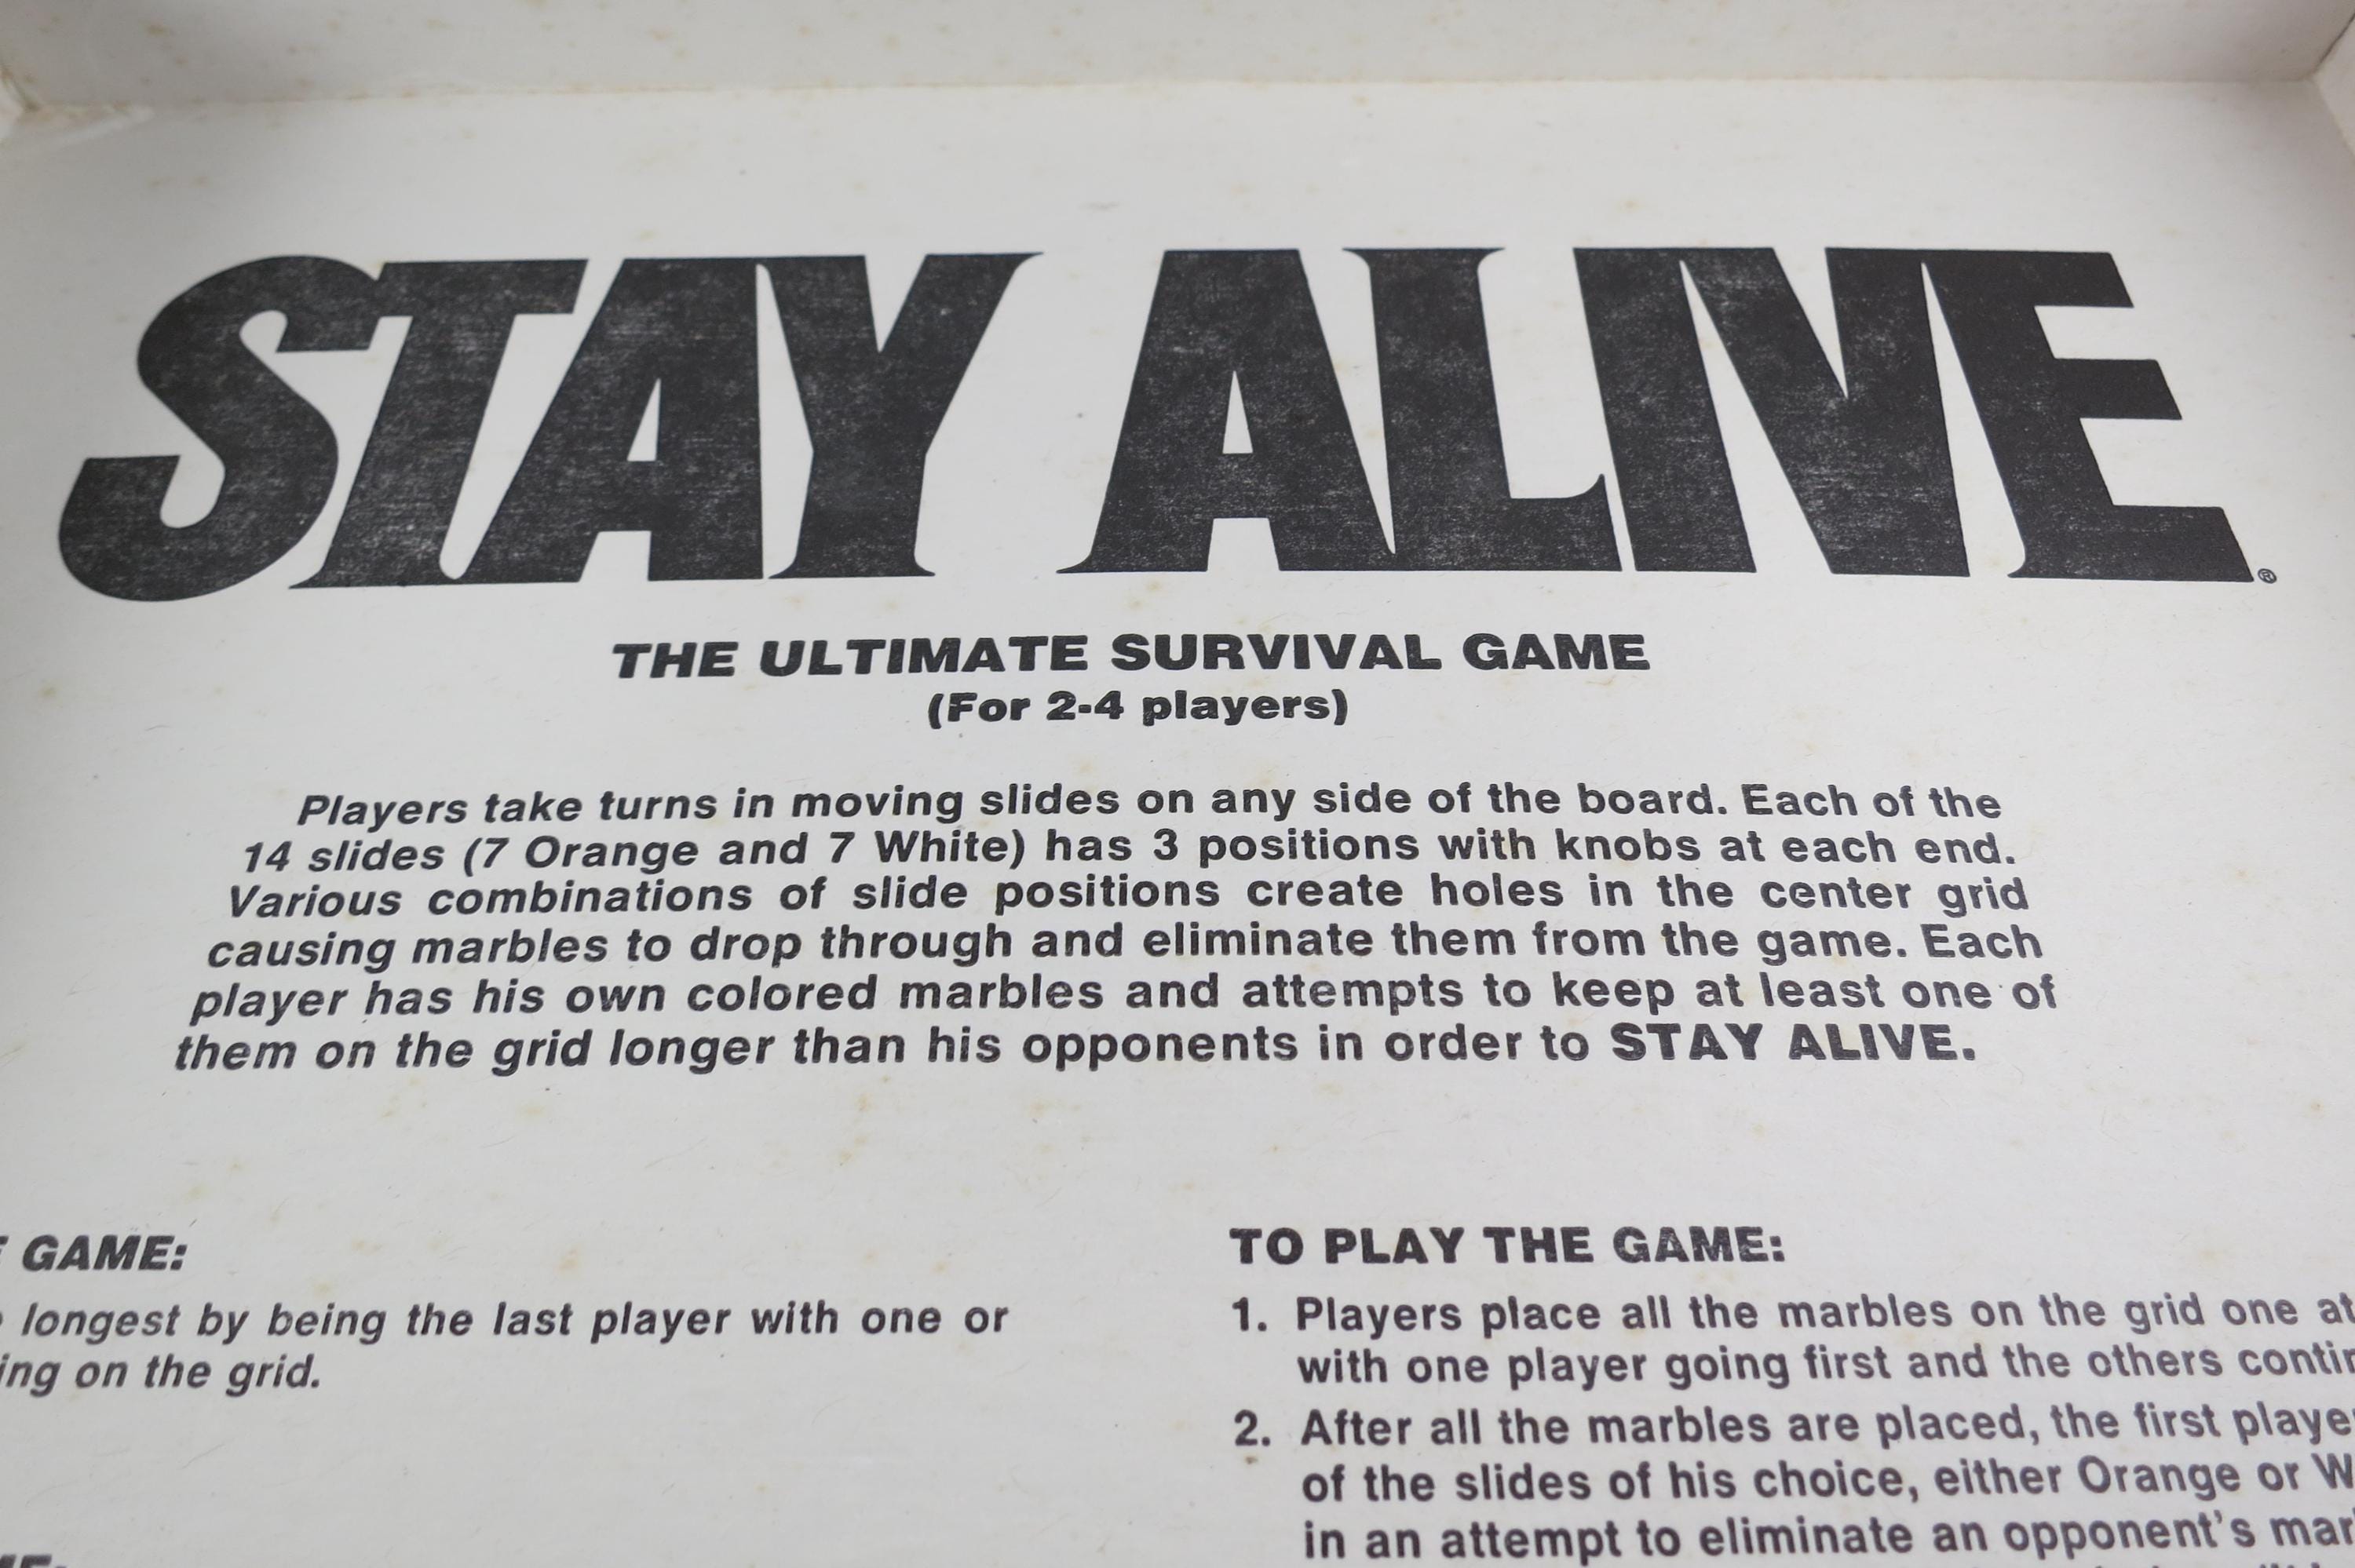 STAY ALIVE®
THE ULTIMATE SURVIVAL GAME
(For 2-4 players)
Players take turns in moving slides on any side of the board. Each of the
14 slides (7 Orange and 7 White) has 3 positions with knobs at each end.
Various combinations of slide positions create holes in the center grid
causing marbles to drop through and eliminate them from the game. Each
player has his own colored marbles and attempts to keep at least one of
them on the grid longer than his opponents in order to STAY ALIVE.
GAME:
longest by being the last player with one or
on the grid.
TO PLAY THE GAME:
1. Players place all the marbles on the grid one at
with one player going first and the others
2. After all the marbles are placed, the first
of the slides of his choice, either Orange or
in an attempt to eliminate an opponent's